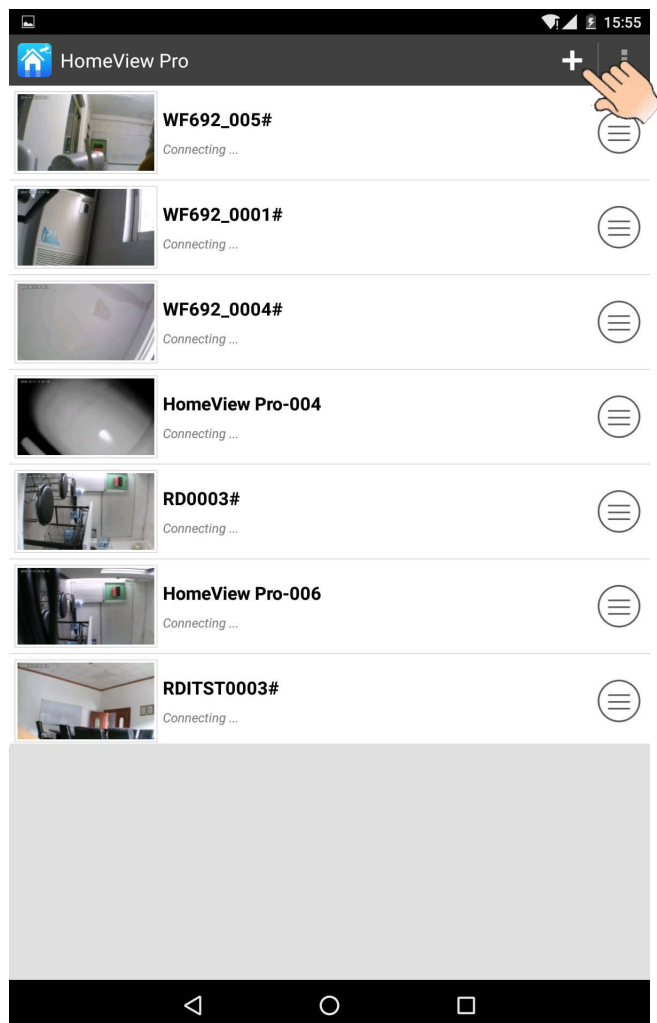 15:55
HomeView Pro
WF692_005#
Connecting ...
WF692_0001#
Connecting ...
WF692_0004#
Connecting ...
HomeView Pro-004
Connecting ...
RD0003#
Connecting ...
HomeView Pro-006
Connecting ...
RDITST0003#
Connecting ...